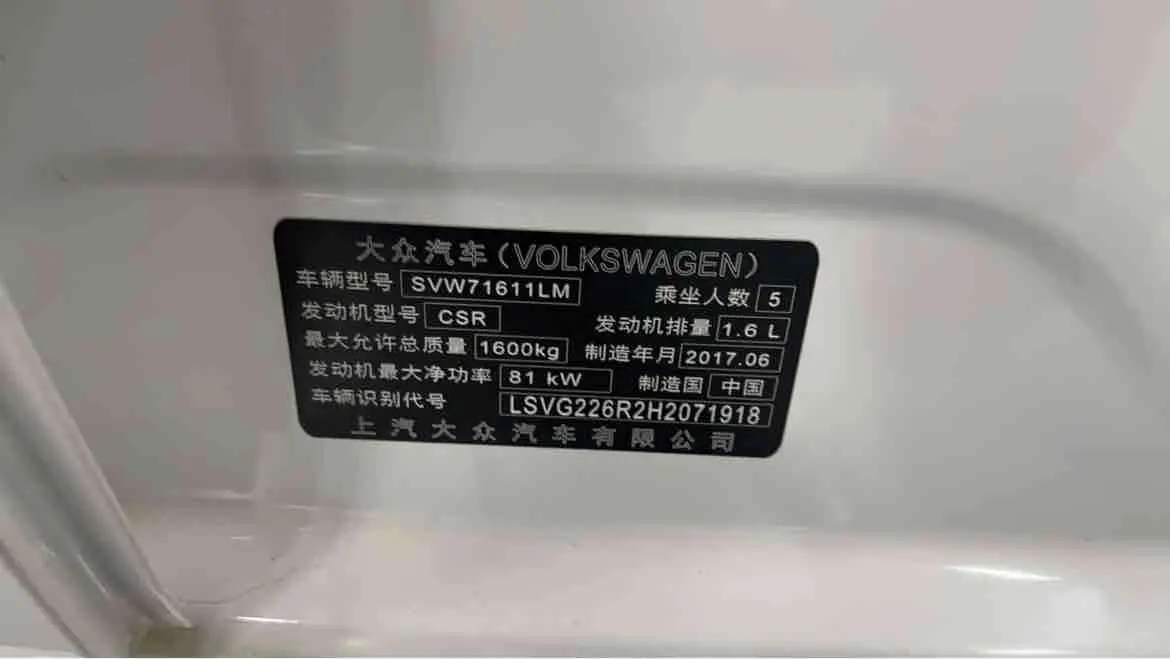 大众汽车(VOLKSWAGEN)
车辆型号 SVW71611LM 乘坐人数 5
发动机型号 CSR 发动机排量 1.6 L
最大允许总质量 1600kg 制造年月 2017.06
发动机最大净功率 81 kW 制造国 中国
车辆识别代号 LSVG226R2H2071918
上汽大众汽车有限公司